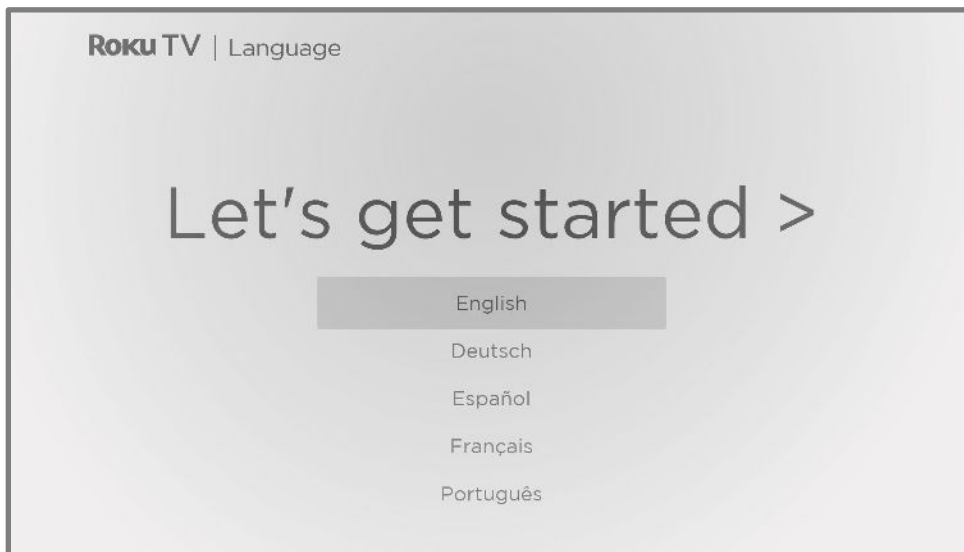 Roku TV | Language
Let's get started >
English
Deutsch
Español
Français
Português